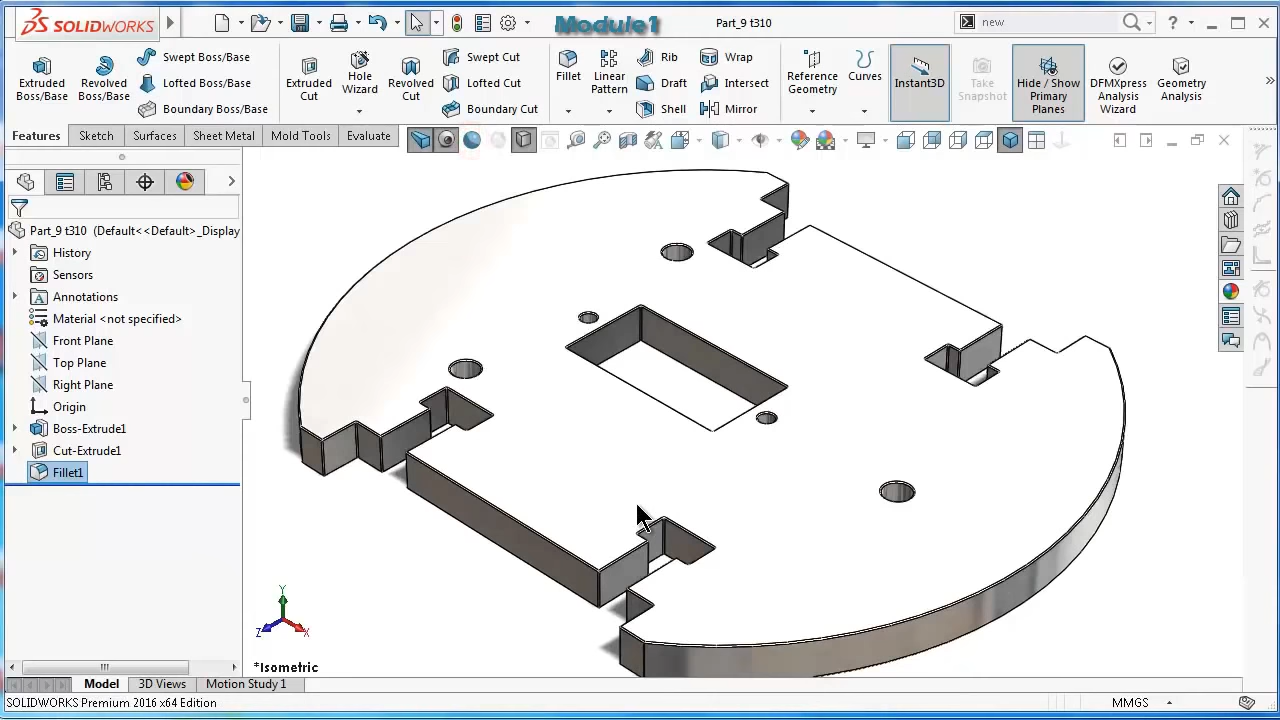 SOLIDWORKS
Module1
Part_9 t310
new
Extruded Boss/Base
Revolved Boss/Base
Swept Boss/Base
Lofted Boss/Base
Boundary Boss/Base
Extruded Cut
Hole Wizard
Revolved Cut
Swept Cut
Lofted Cut
Boundary Cut
Fillet
Linear Pattern
Rib
Draft
Shell
Wrap
Intersect
Mirror
Reference Geometry
Curves
Instant3D
Take Snapshot
Hide / Show Primary Planes
DFMXpress Analysis Wizard
Geometry Analysis
Features
Sketch
Surfaces
Sheet Metal
Mold Tools
Evaluate
Part_9 t310 (Default<<Default>_Display
History
Sensors
Annotations
Material <not specified>
Front Plane
Top Plane
Right Plane
Origin
Boss-Extrude1
Cut-Extrude1
Fillet1
Y
Z
X
*Isometric
Model
3D Views
Motion Study 1
SOLIDWORKS Premium 2016 x64 Edition
MMGS